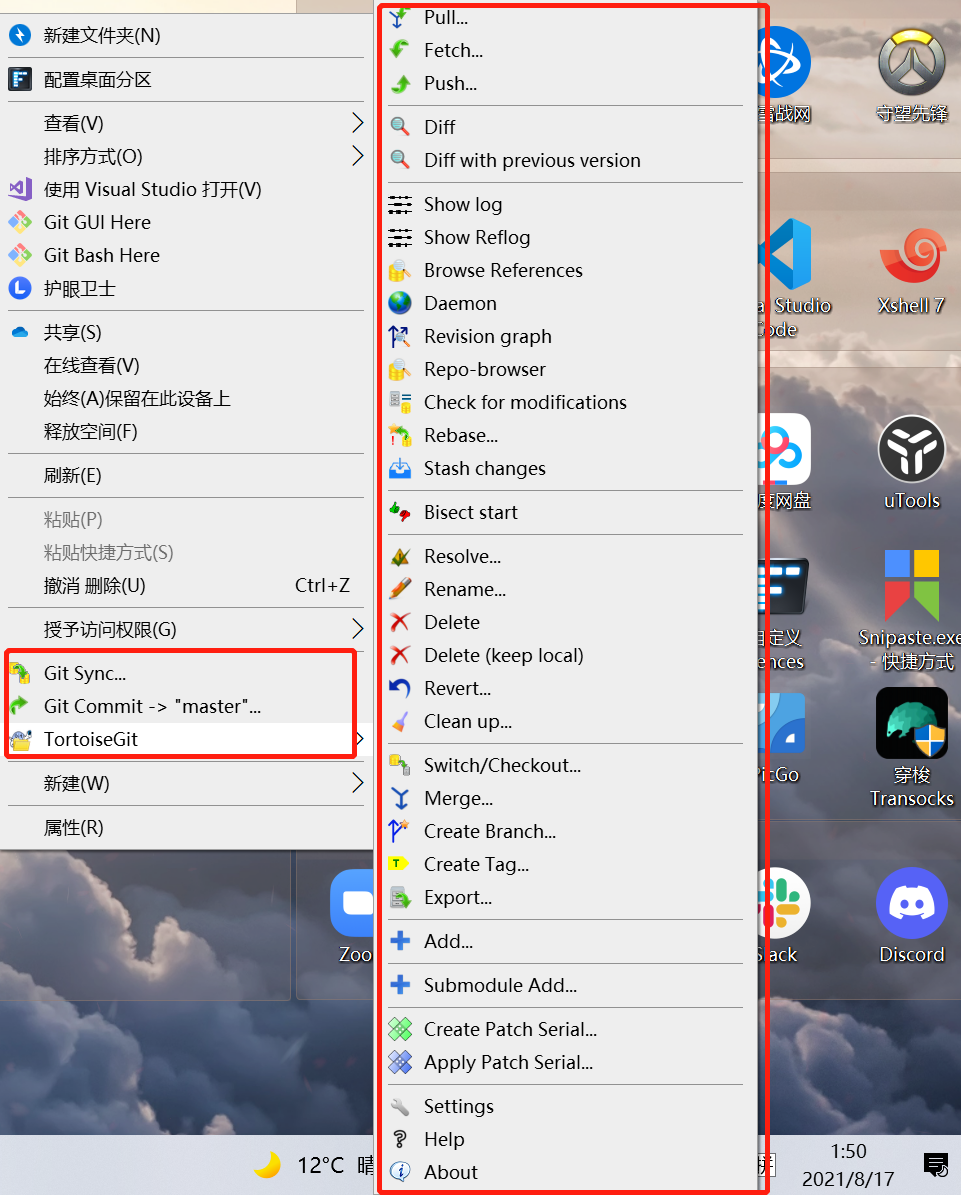 新建文件夹(N)
配置桌面分区
查看(V)
排序方式(O)
使用 Visual Studio 打开(V)
Git GUI Here
Git Bash Here
护眼卫士
共享(S)
在线查看(V)
始终(A)保留在此设备上
释放空间(F)
刷新(E)
粘贴(P)
粘贴快捷方式(S)
撤消 删除(U) Ctrl+Z
授予访问权限(G)
Git Sync...
Git Commit -> "master"...
TortoiseGit
新建(W)
属性(R)
Pull...
Fetch...
Push...
Diff
Diff with previous version
Show log
Show Reflog
Browse References
Daemon
Revision graph
Repo-browser
Check for modifications
Rebase...
Stash changes
Bisect start
Resolve...
Rename...
Delete
Delete (keep local)
Revert...
Clean up...
Switch/Checkout...
Merge...
Create Branch...
Create Tag...
Export...
Add...
Submodule Add...
Create Patch Serial...
Apply Patch Serial...
Settings
Help
About
雪战网
守望先锋
Studio
Xshell 7
Code
度网盘
uTools
自定义
Snipaste.exe
- 快捷方式
PicGo
穿梭
Transocks
Zoo
Slack
Discord
12°C 晴
拼
1:50
2021/8/17